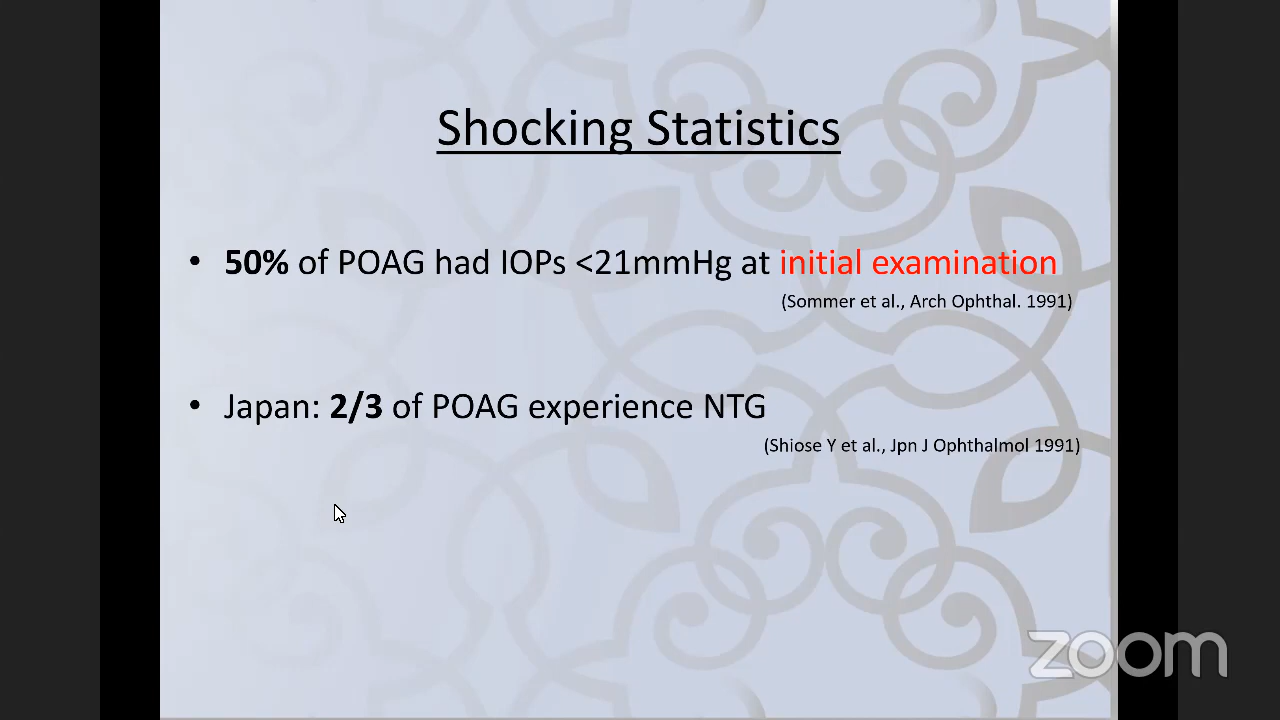 Shocking Statistics
• 50% of POAG had IOPs <21mmHg at initial examination
(Sommer et al., Arch Ophthal. 1991)
• Japan: 2/3 of POAG experience NTG
(Shiose Y et al., Jpn J Ophthalmol 1991)
zoom